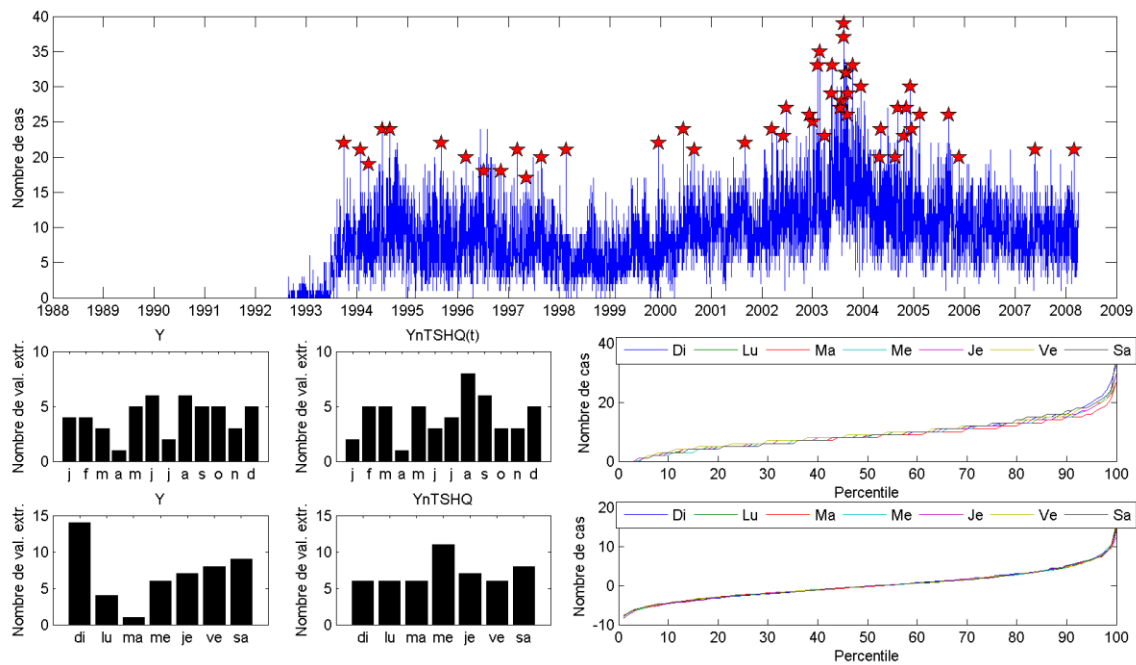 40
35
30
25
20
15
10
5
0
Nombre de cas
1988 1989 1990 1991 1992 1993 1994 1995 1996 1997 1998 1999 2000 2001 2002 2003 2004 2005 2006 2007 2008 2009
Y
10
5
0
Nombre de val. extr.
j f m a m j j a s o n d
YnTSHQ(t)
10
5
0
Nombre de val. extr.
j f m a m j j a s o n d
Di Lu Ma Me Je Ve Sa
40
20
0
Nombre de cas
0 10 20 30 40 50 60 70 80 90 100
Percentile
Y
15
10
5
0
Nombre de val. extr.
di lu ma me je ve sa
YnTSHQ
15
10
5
0
Nombre de val. extr.
di lu ma me je ve sa
Di Lu Ma Me Je Ve Sa
20
10
0
-10
Nombre de cas
0 10 20 30 40 50 60 70 80 90 100
Percentile